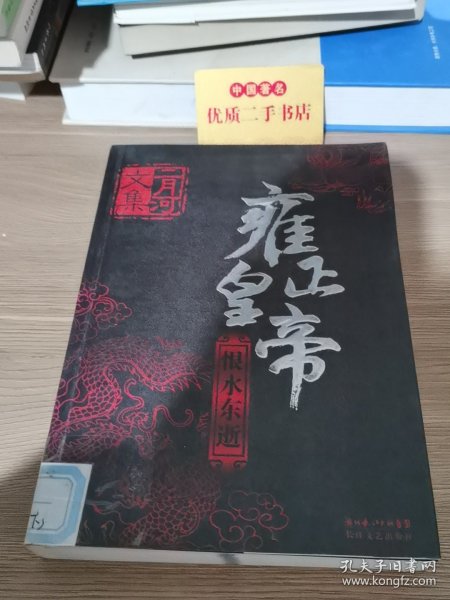 中国著名
优质二手书店
二月河
文集
雍正
皇帝
恨水东逝
长江文艺出版社
孔夫子旧书网
www.kongfz.com